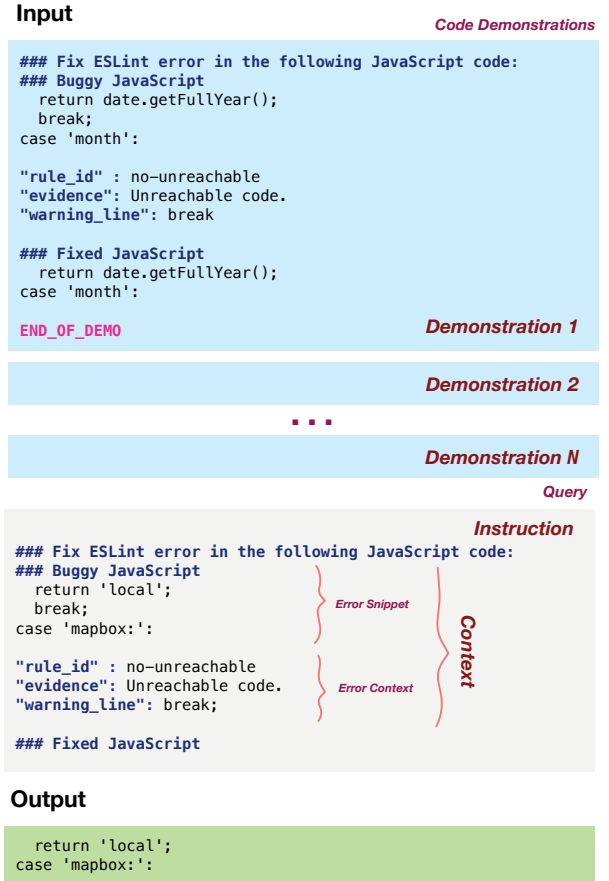 Input
Code Demonstrations
### Fix ESLint error in the following JavaScript code:
### Buggy JavaScript
  return date.getFullYear();
  break;
case 'month':
"rule_id" : no-unreachable
"evidence": Unreachable code.
"warning_line": break
### Fixed JavaScript
  return date.getFullYear();
case 'month':
END_OF_DEMO
Demonstration 1
Demonstration 2
...
Demonstration N
Query
Instruction
### Fix ESLint error in the following JavaScript code:
### Buggy JavaScript
  return 'local';
  break;
case 'mapbox:':
Error Snippet
Context
"rule_id" : no-unreachable
"evidence": Unreachable code.
"warning_line": break;
Error Context
### Fixed JavaScript
Output
  return 'local';
case 'mapbox:':